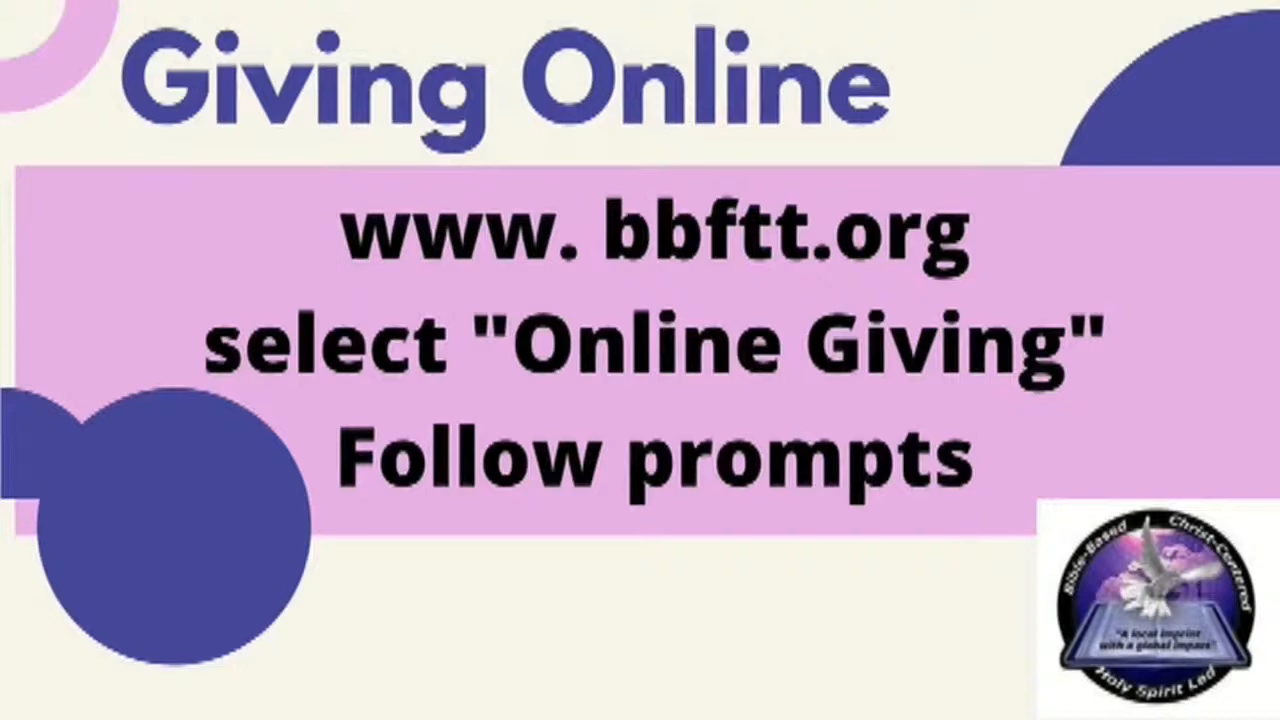 Giving Online
www. bbftt.org
select "Online Giving"
Follow prompts
Bible-Based
Christ-Centered
"A local imprint
with a global impact"
Holy Spirit Led